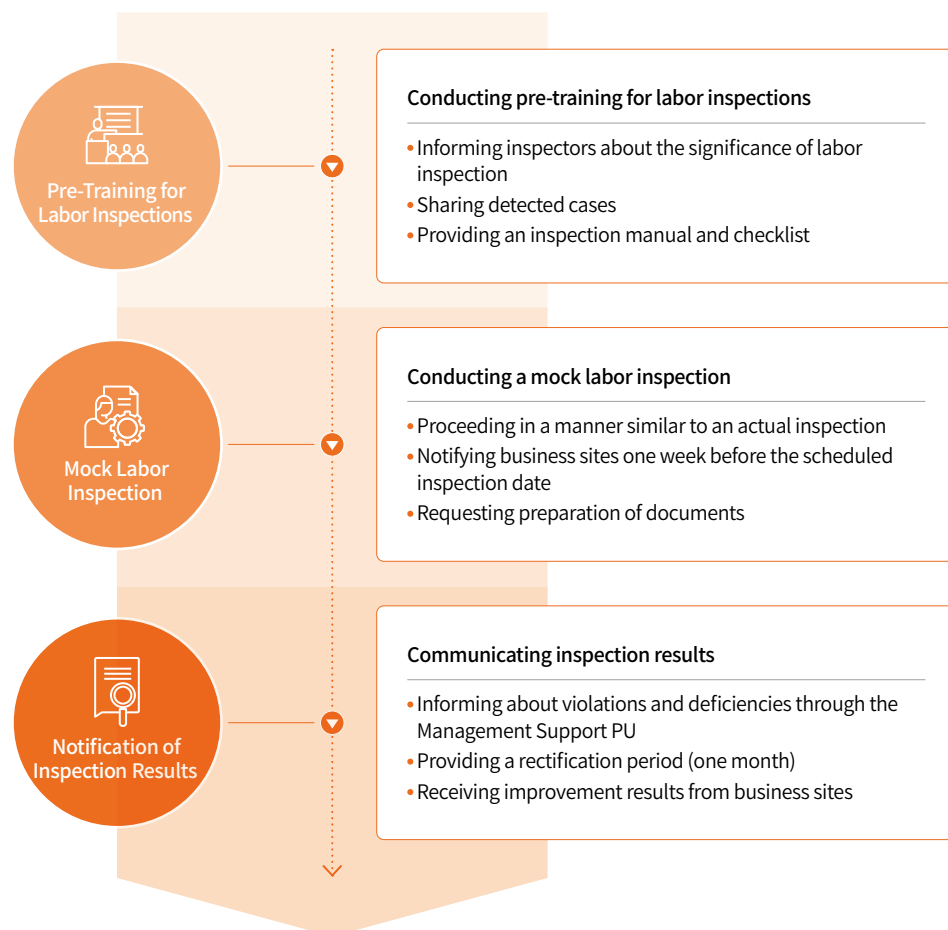 Pre-Training for
Labor Inspections
Conducting pre-training for labor inspections
• Informing inspectors about the significance of labor
inspection
• Sharing detected cases
• Providing an inspection manual and checklist
Mock Labor
Inspection
Conducting a mock labor inspection
• Proceeding in a manner similar to an actual inspection
• Notifying business sites one week before the scheduled
inspection date
• Requesting preparation of documents
Notification of
Inspection Results
Communicating inspection results
• Informing about violations and deficiencies through the
Management Support PU
• Providing a rectification period (one month)
• Receiving improvement results from business sites